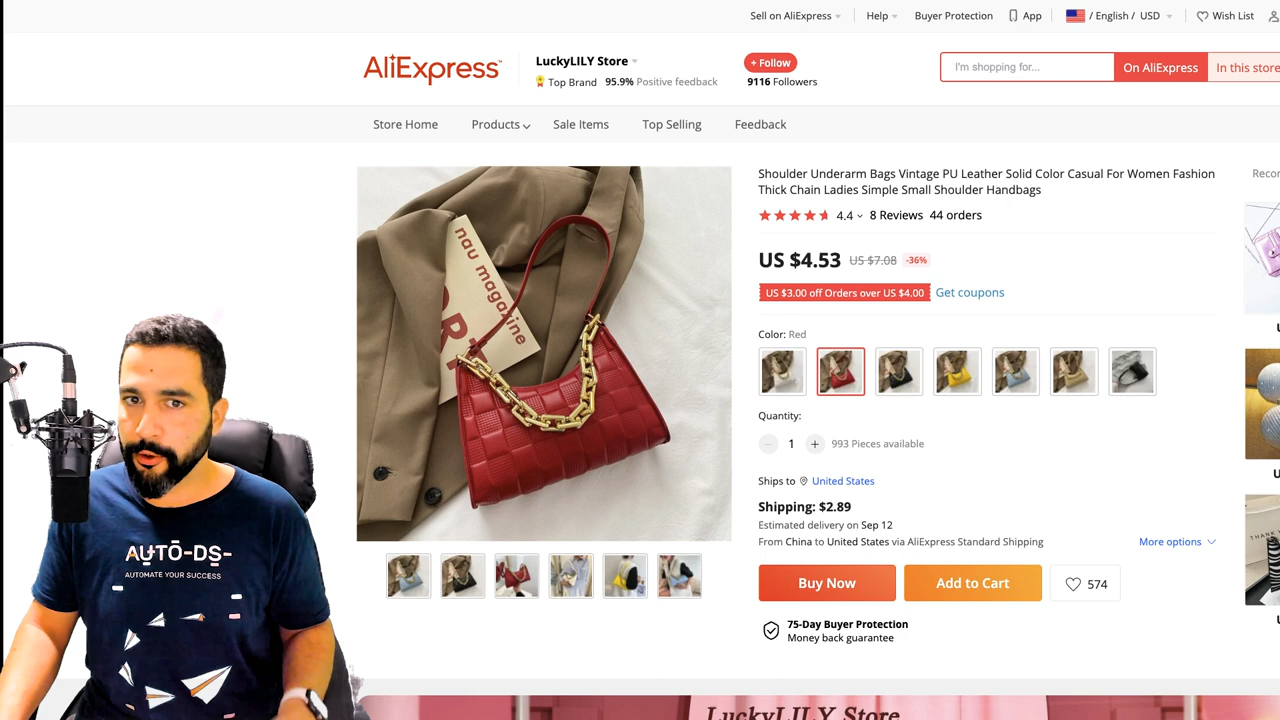 Sell on AliExpress
Help
Buyer Protection
App
/ English / USD
Wish List
AliExpress™
LuckyLILY Store
Top Brand 95.9% Positive feedback
+ Follow
9116 Followers
I'm shopping for...
On AliExpress
In this store
Store Home
Products
Sale Items
Top Selling
Feedback
Shoulder Underarm Bags Vintage PU Leather Solid Color Casual For Women Fashion
Thick Chain Ladies Simple Small Shoulder Handbags
4.4 8 Reviews 44 orders
US $4.53 US $7.08 -36%
US $3.00 off Orders over US $4.00 Get coupons
Color: Red
Quantity:
1 993 Pieces available
Ships to United States
Shipping: $2.89
Estimated delivery on Sep 12
From China to United States via AliExpress Standard Shipping
More options
Buy Now
Add to Cart
574
75-Day Buyer Protection
Money back guarantee
nau magazine
ART
AUTO-DS-
AUTOMATE YOUR SUCCESS
LuckyLILY Store